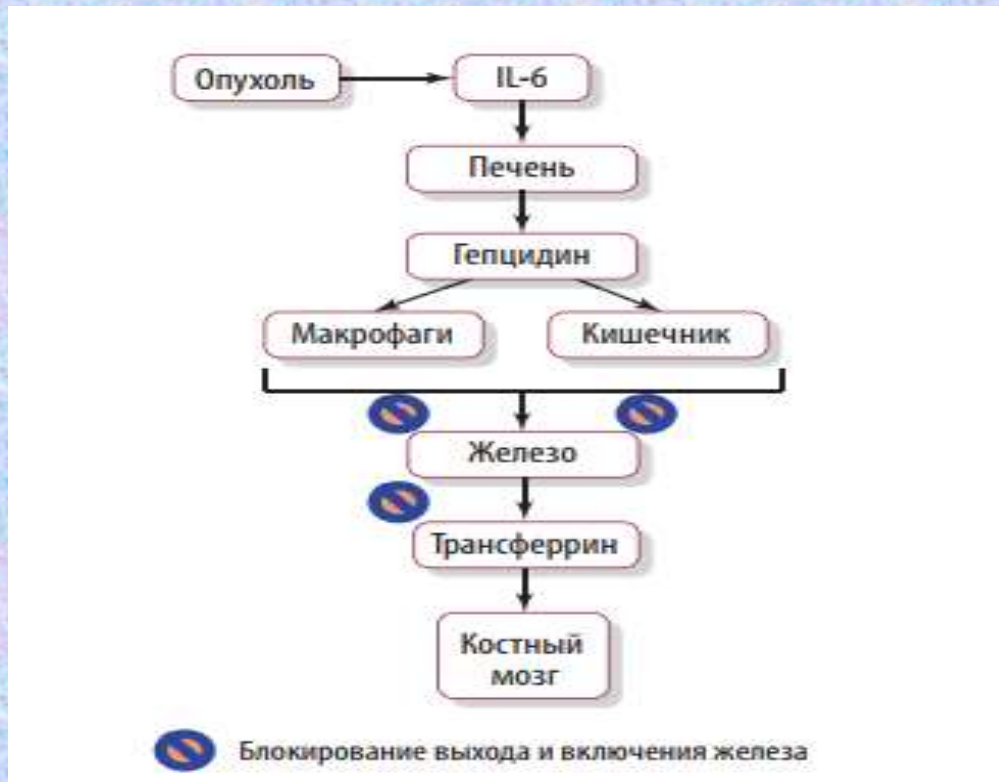 Опухоль
IL-6
Печень
Гепцидин
Макрофаги
Кишечник
Железо
Трансферрин
Костный
мозг
Блокирование выхода и включения железа